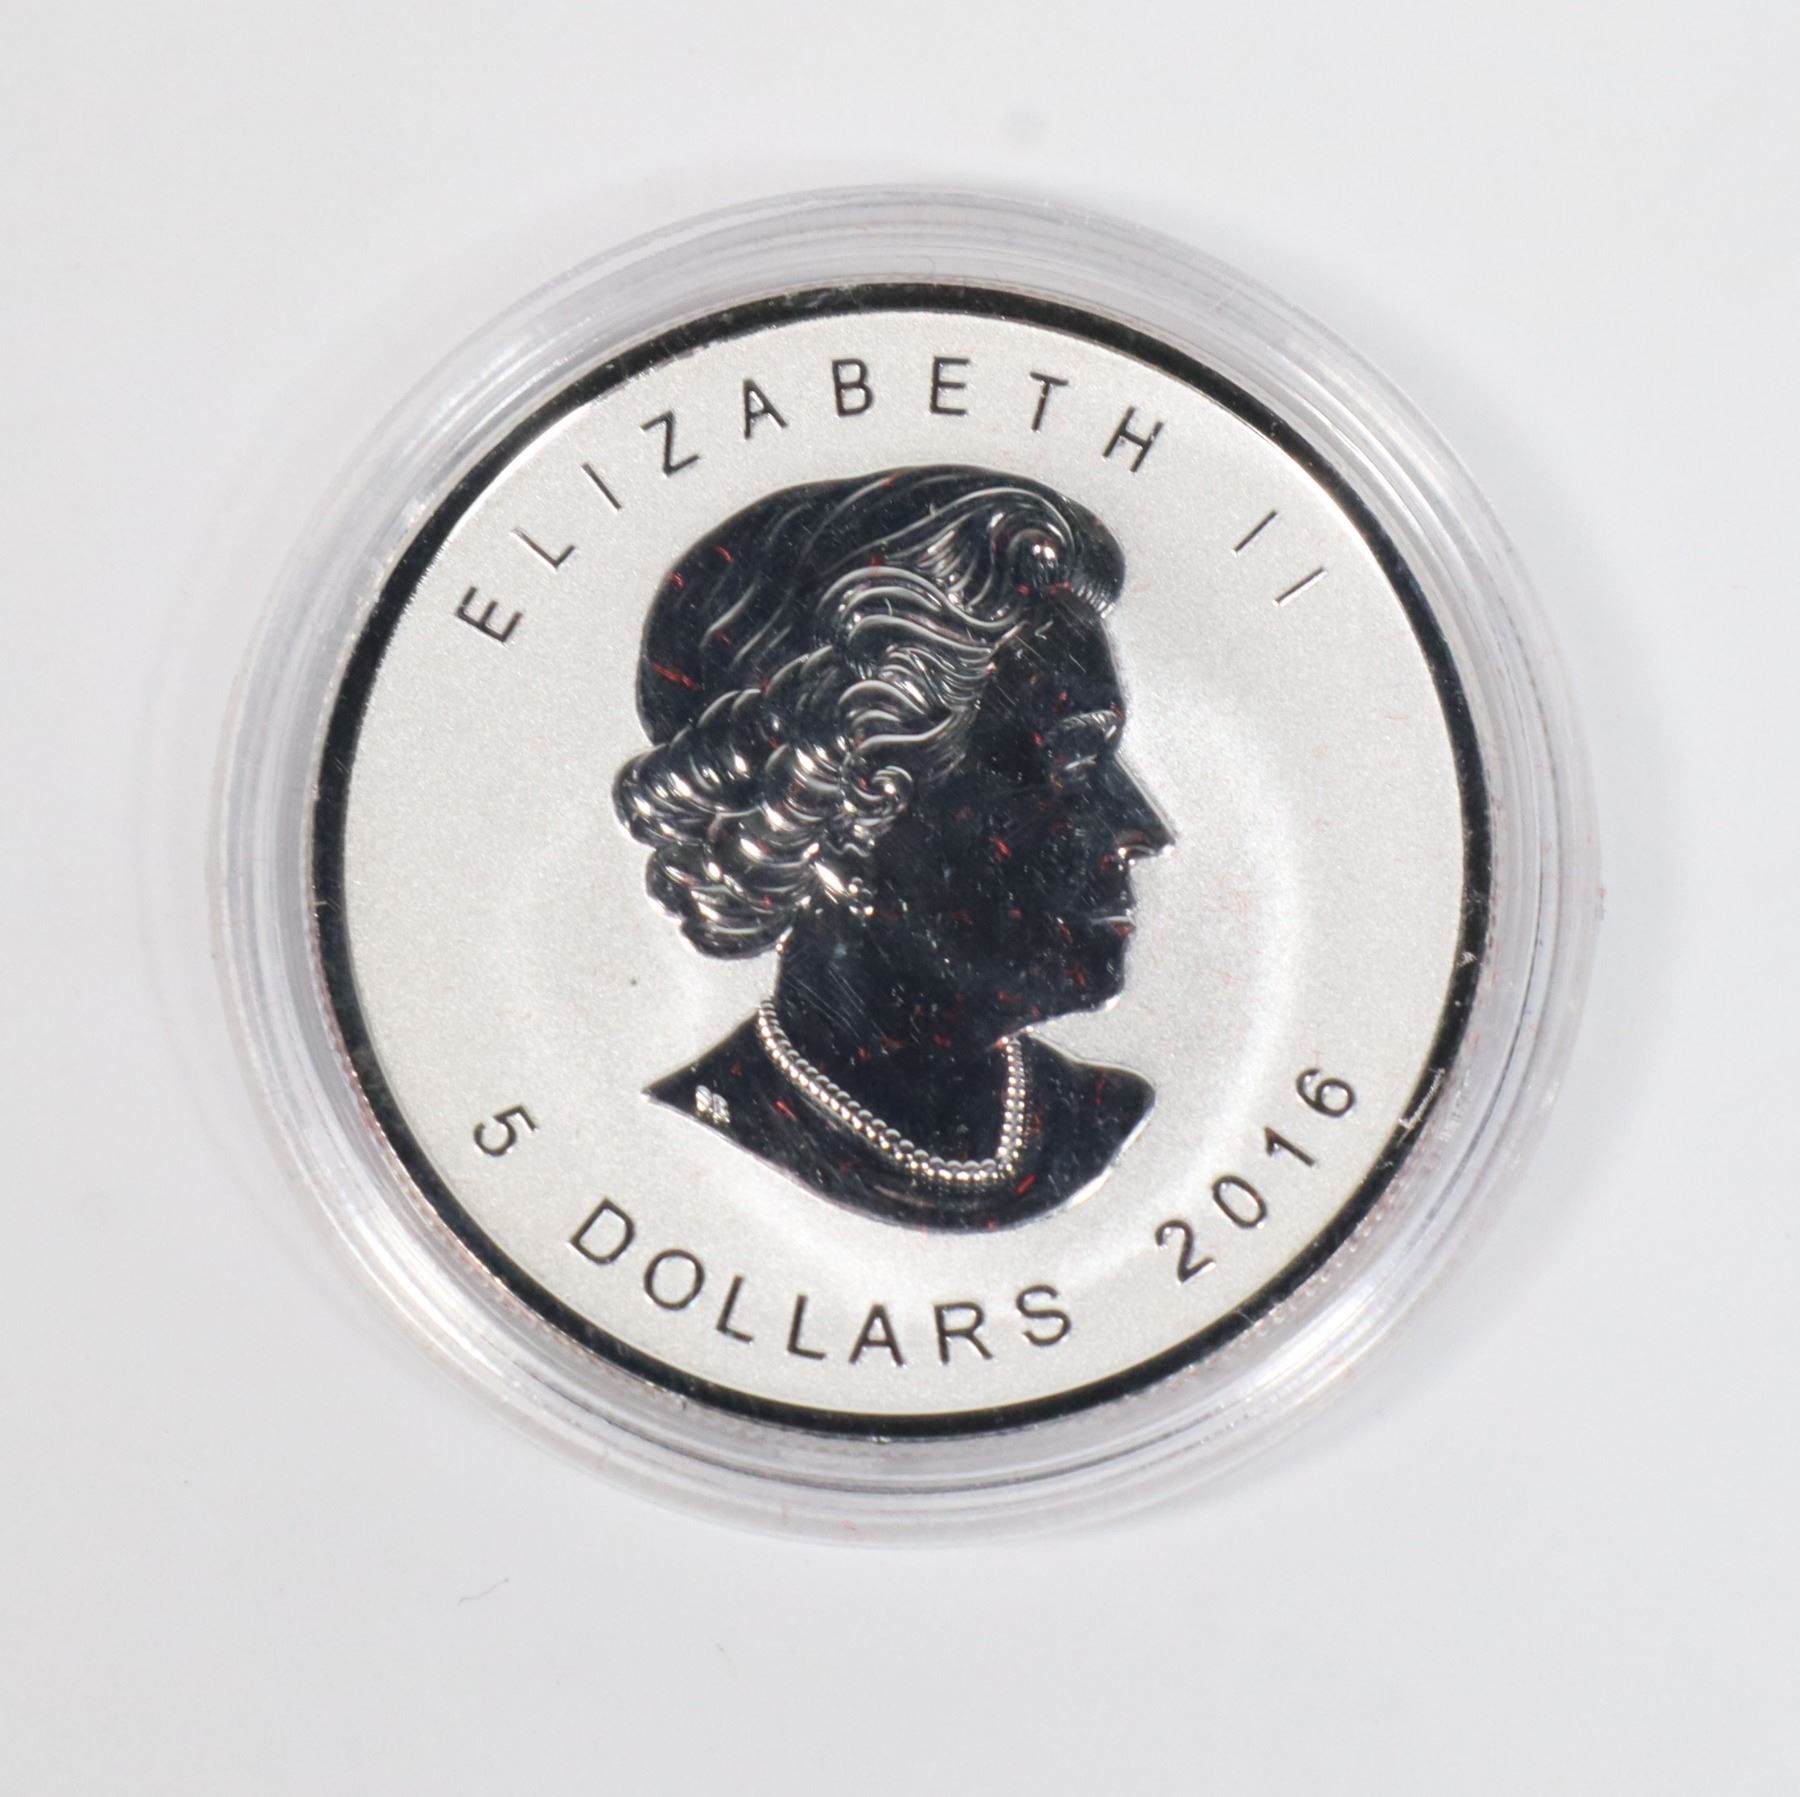 ELIZABETH II
5 DOLLARS 2016